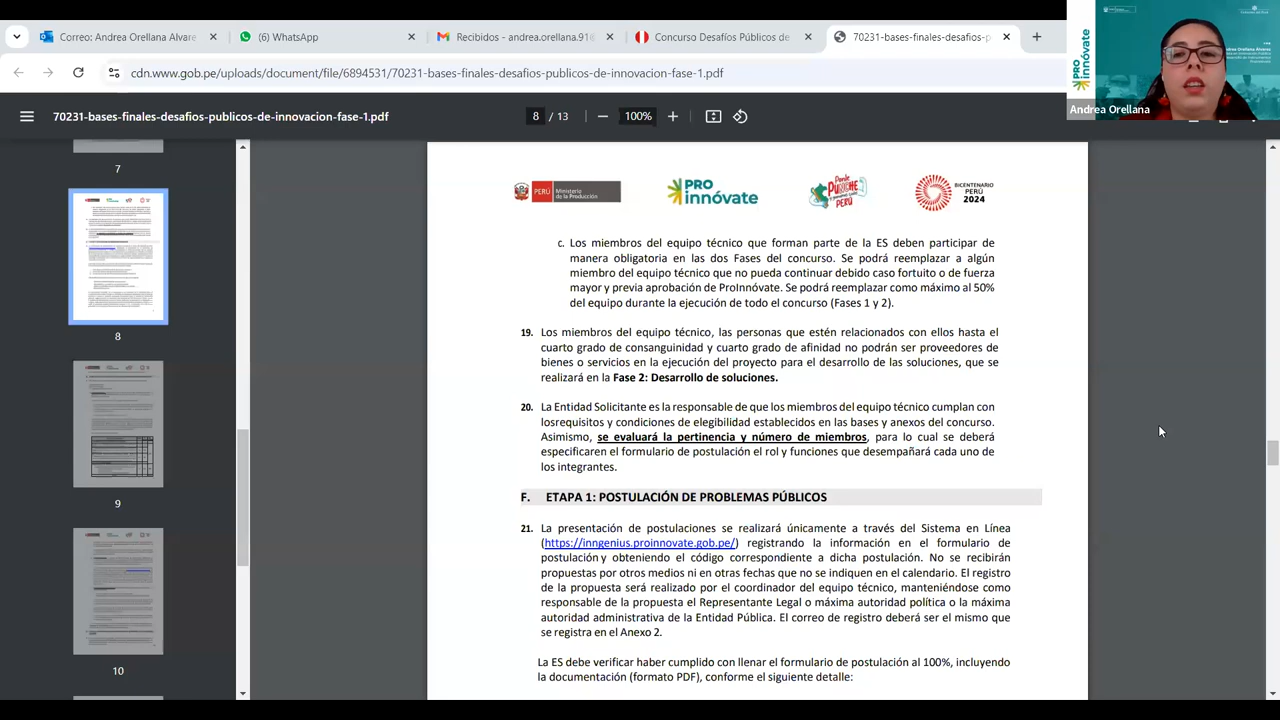 Correo: Andrea Orellana Alvare
(6) WhatsApp
Recibidos - andrea.orellana.91@
Concurso Desafíos Públicos de
70231-bases-finales-desafios-p
cdn.www.gob.pe/uploads/document/file/6894631/70231-bases-finales-desafios-publicos-de-innovacion-fase-1.pdf
70231-bases-finales-desafios-publicos-de-innovacion-fase-1.pdf
8 / 13
100%
PRO innóvate
Andrea Orellana
7
8
9
10
PERÚ
Ministerio
de la Producción
PRO
innóvate
BICENTENARIO
PERÚ
2024
c. Los miembros del equipo técnico que forman parte de la ES deben participar de
manera obligatoria en las dos Fases del concurso. Se podrá reemplazar a algún
miembro del equipo técnico que no pueda continuar debido caso fortuito o de fuerza
mayor y previa aprobación de ProInnóvate. Se podrá reemplazar como máximo al 50%
del equipo durante la ejecución de todo el concurso (Fases 1 y 2).
19. Los miembros del equipo técnico, las personas que estén relacionados con ellos hasta el
cuarto grado de consanguinidad y cuarto grado de afinidad no podrán ser proveedores de
bienes o servicios en la ejecución del proyecto para el desarrollo de las soluciones, que se
realizará en la Fase 2: Desarrollo de soluciones.
20. La Entidad Solicitante es la responsable de que los miembros del equipo técnico cumplan con
losrequisitos y condiciones de elegibilidad establecidos en las bases y anexos del concurso.
Asimismo, se evaluará la pertinencia y número de miembros, para lo cual se deberá
especificaren el formulario de postulación el rol y funciones que desempañará cada uno de
los integrantes.
F. ETAPA 1: POSTULACIÓN DE PROBLEMAS PÚBLICOS
21. La presentación de postulaciones se realizará únicamente a través del Sistema en Línea
(https://inngenius.proinnovate.gob.pe/) registrando la información en el formulario de
postulación y obteniendo el código correspondiente a dicha postulación. No se recibirán
propuestas por otros medios ni en otras fechas que no se indiquen en el calendario. El registro
de la propuesta será realizado por el coordinador del equipo técnico, manteniéndose como
responsable de la propuesta el Representante Legal o máxima autoridad política o la máxima
autoridad administrativa de la Entidad Pública. El correo de registro deberá ser el mismo que
se registra en el Anexo 2.
La ES debe verificar haber cumplido con llenar el formulario de postulación al 100%, incluyendo
la documentación (formato PDF), conforme el siguiente detalle: